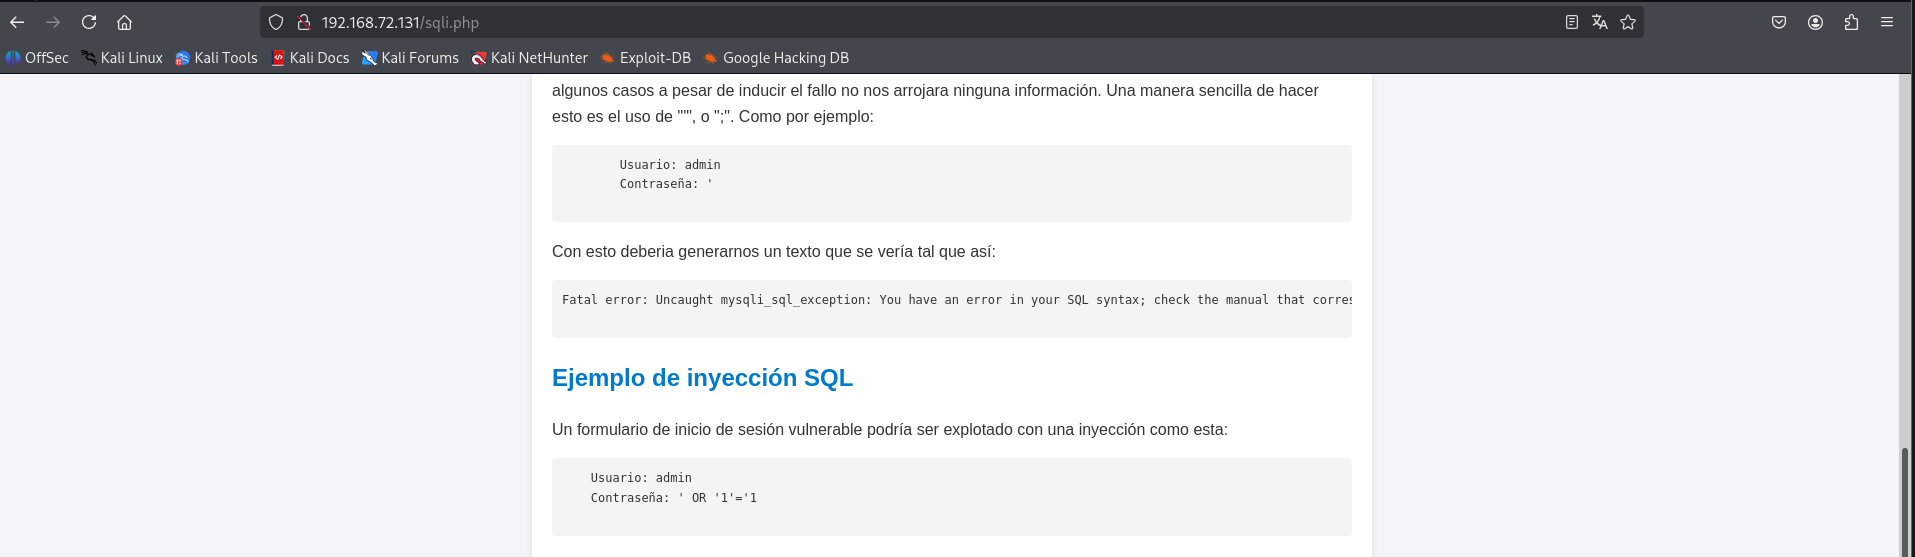 192.168.72.131/sqli.php
OffSec Kali Linux Kali Tools Kali Docs Kali Forums Kali NetHunter Exploit-DB Google Hacking DB
algunos casos a pesar de inducir el fallo no nos arrojara ninguna información. Una manera sencilla de hacer
esto es el uso de "'", o ";". Como por ejemplo:
Usuario: admin
Contraseña: '
Con esto deberia generarnos un texto que se vería tal que así:
Fatal error: Uncaught mysqli_sql_exception: You have an error in your SQL syntax; check the manual that corres
Ejemplo de inyección SQL
Un formulario de inicio de sesión vulnerable podría ser explotado con una inyección como esta:
Usuario: admin
Contraseña: ' OR '1'='1